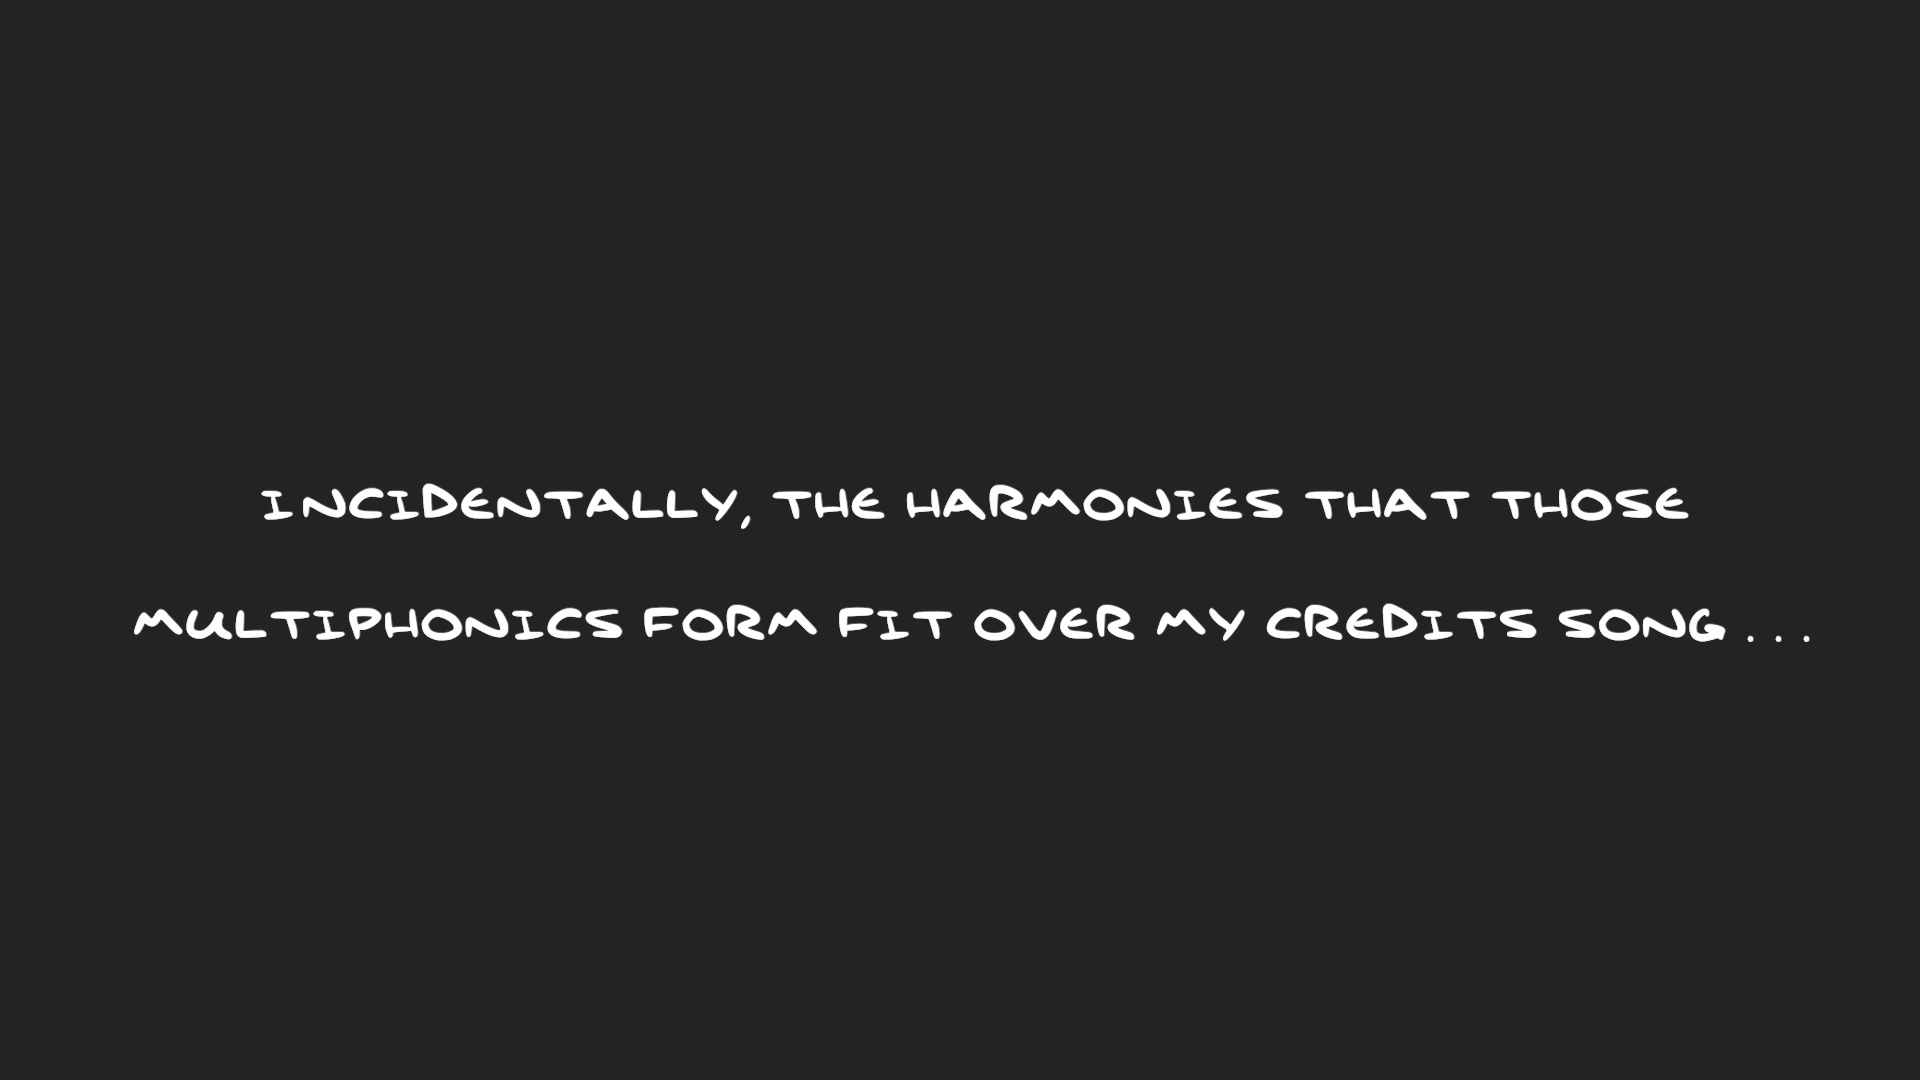 INCIDENTALLY, THE HARMONIES THAT THOSE
MULTIPHONICS FORM FIT OVER MY CREDITS SONG...